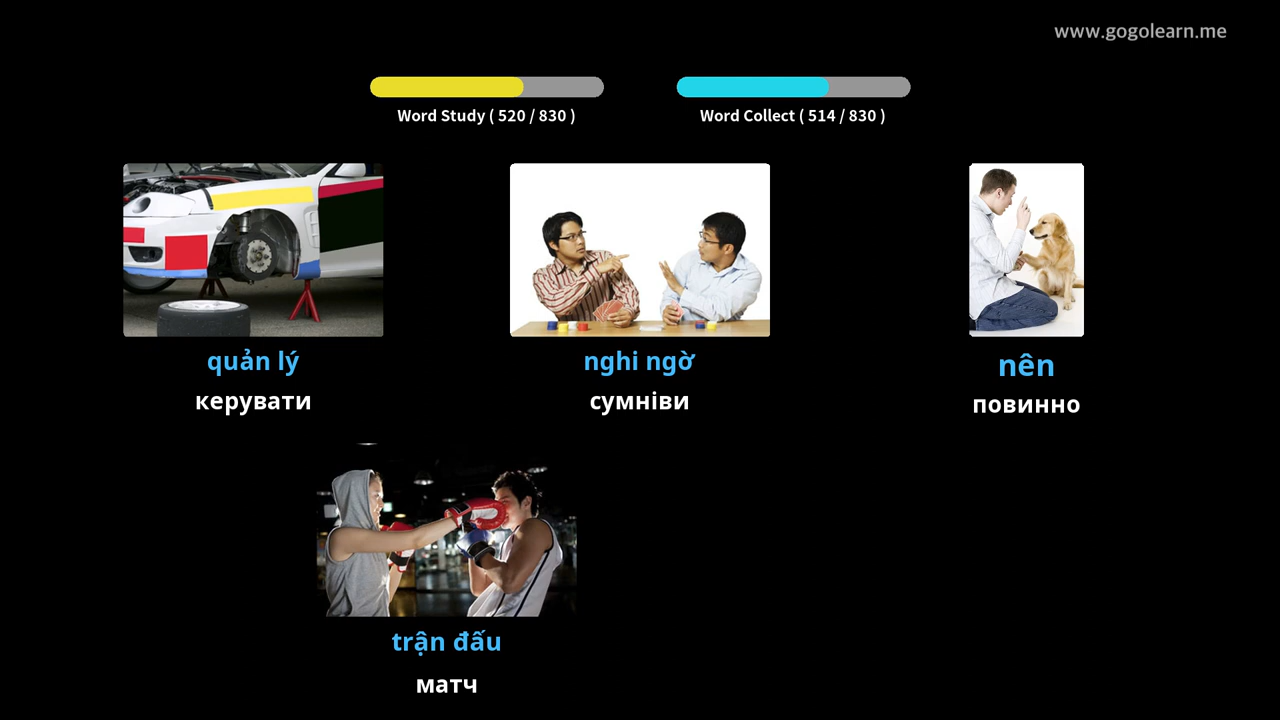 www.gogolearn.me
Word Study ( 520 / 830 )
Word Collect ( 514 / 830 )
quản lý
керувати
nghi ngờ
сумніви
nên
повинно
trận đấu
матч